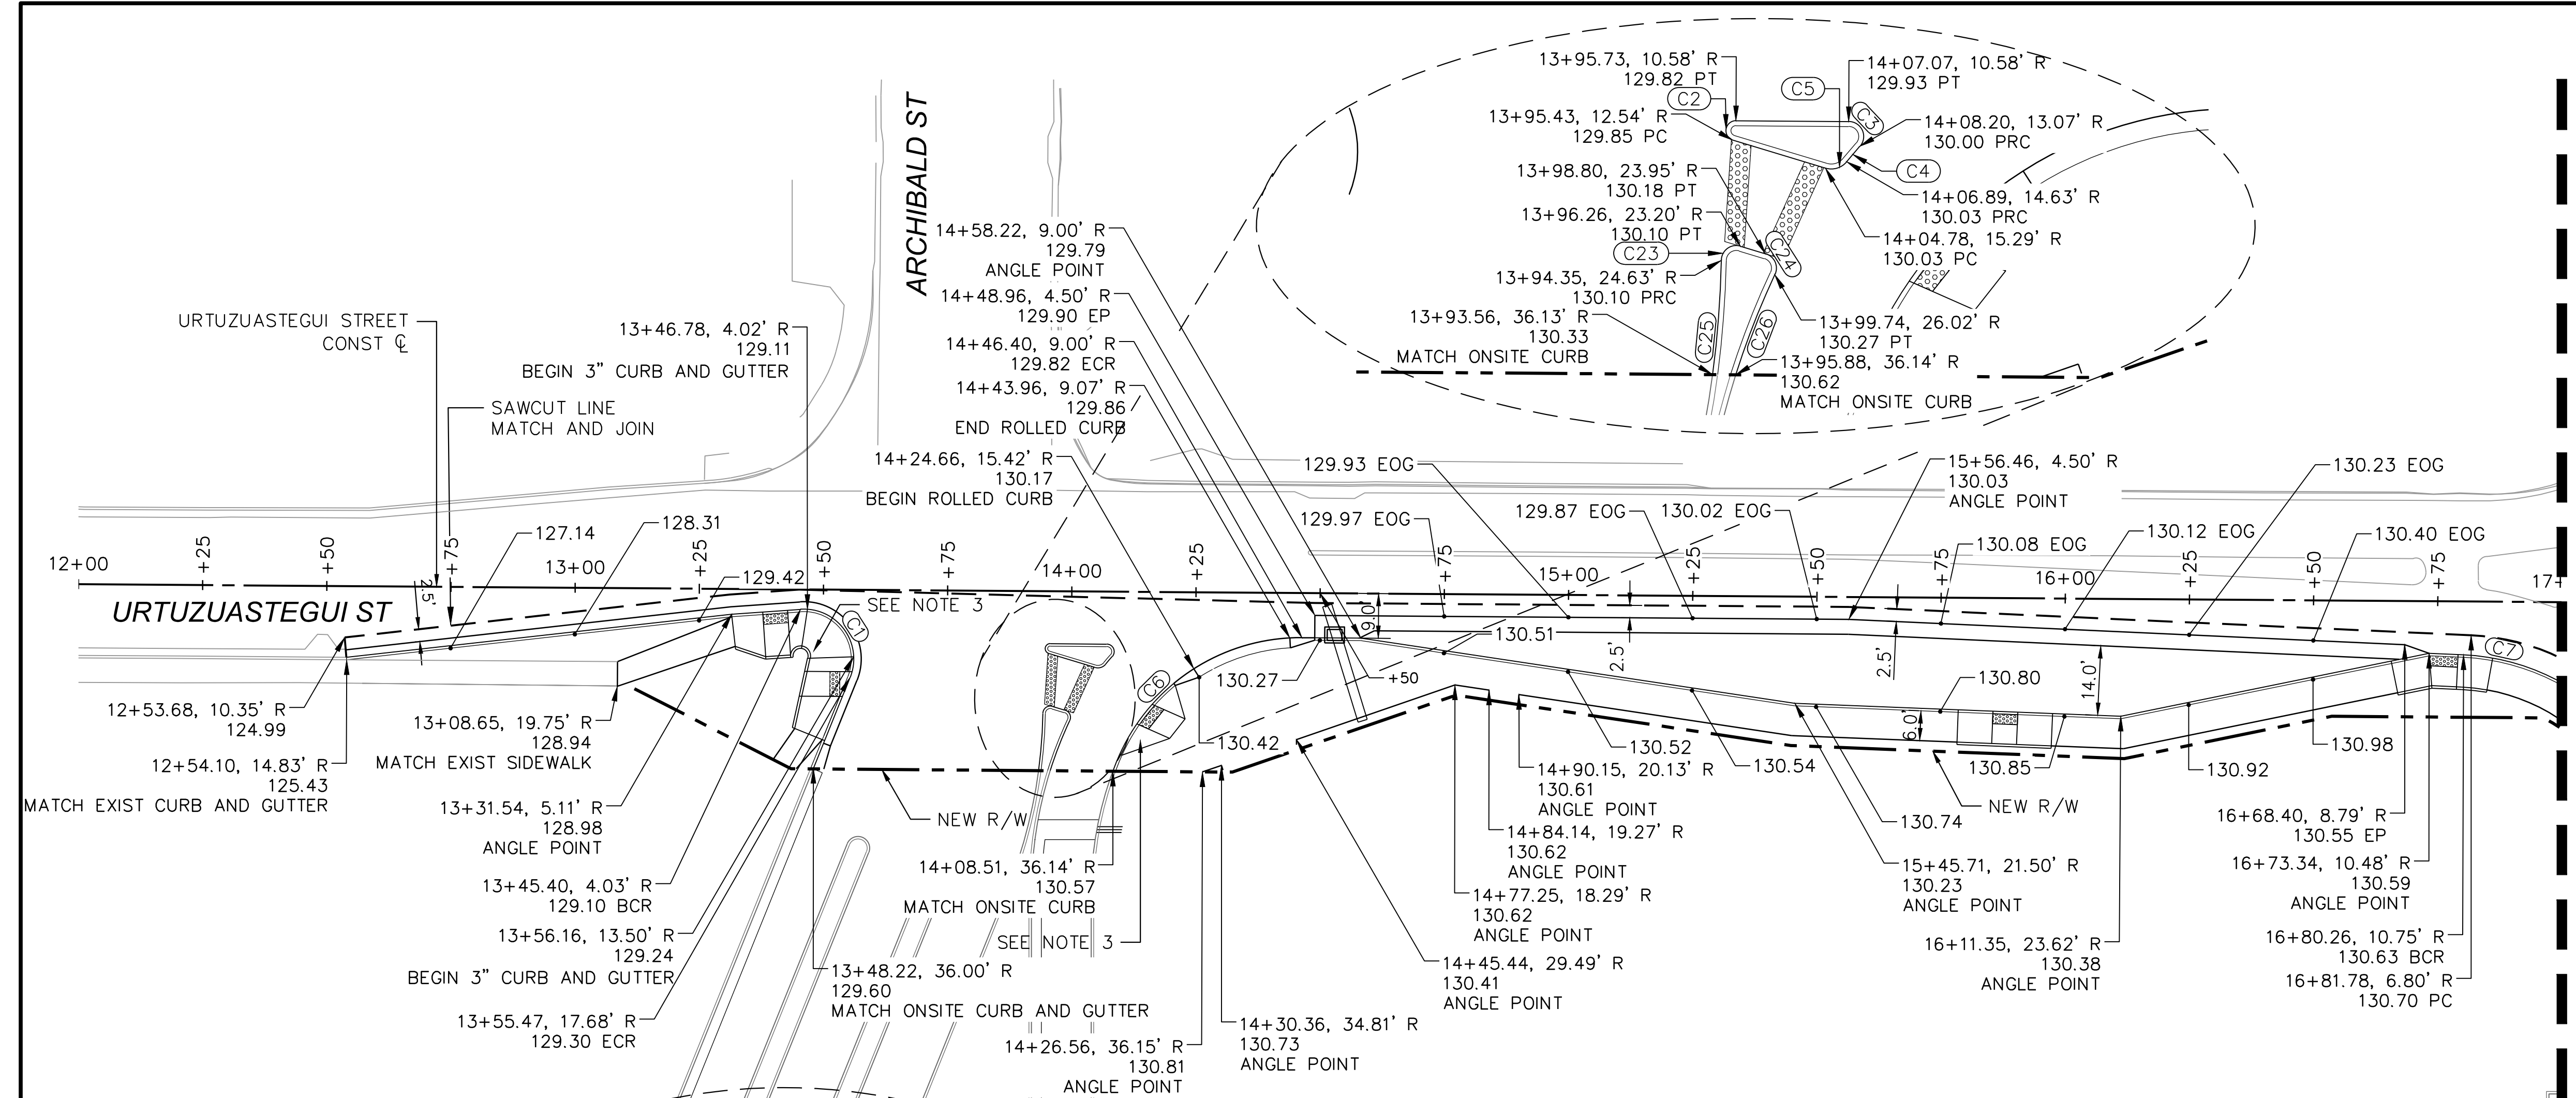 13+95.73, 10.58' R
129.82 PT
C2
C5
14+07.07, 10.58' R
129.93 PT
C3
13+95.43, 12.54' R
129.85 PC
14+08.20, 13.07' R
130.00 PRC
C4
13+98.80, 23.95' R
130.18 PT
14+06.89, 14.63' R
130.03 PRC
13+96.26, 23.20' R
130.10 PT
14+04.78, 15.29' R
130.03 PC
C23
C24
13+94.35, 24.63' R
130.10 PRC
13+99.74, 26.02' R
130.27 PT
13+93.56, 36.13' R
130.33
MATCH ONSITE CURB
C25
C26
13+95.88, 36.14' R
130.62
MATCH ONSITE CURB
ARCHIBALD ST
14+58.22, 9.00' R
129.79
ANGLE POINT
14+48.96, 4.50' R
129.90 EP
14+46.40, 9.00' R
129.82 ECR
14+43.96, 9.07' R
129.86
END ROLLED CURB
14+24.66, 15.42' R
130.17
BEGIN ROLLED CURB
URTUZUASTEGUI STREET
CONST ℄
13+46.78, 4.02' R
129.11
BEGIN 3" CURB AND GUTTER
SAWCUT LINE
MATCH AND JOIN
129.93 EOG
15+56.46, 4.50' R
130.03
ANGLE POINT
130.23 EOG
129.97 EOG
129.87 EOG
130.02 EOG
130.12 EOG
130.08 EOG
130.40 EOG
127.14
128.31
129.42
12+00
+25
+50
+75
13+00
+25
+50
+75
14+00
+25
+50
+75
15+00
+25
+50
+75
16+00
+25
+50
+75
17+
URTUZUASTEGUI ST
2.5'
SEE NOTE 3
C1
C6
9.0'
130.51
2.5'
2.5'
14.0'
6.0'
C7
130.27
130.42
130.52
130.54
130.80
130.74
130.85
130.92
130.98
NEW R/W
NEW R/W
12+53.68, 10.35' R
124.99
12+54.10, 14.83' R
125.43
MATCH EXIST CURB AND GUTTER
13+08.65, 19.75' R
128.94
MATCH EXIST SIDEWALK
13+31.54, 5.11' R
128.98
ANGLE POINT
13+45.40, 4.03' R
129.10 BCR
13+56.16, 13.50' R
129.24
BEGIN 3" CURB AND GUTTER
13+55.47, 17.68' R
129.30 ECR
13+48.22, 36.00' R
129.60
MATCH ONSITE CURB AND GUTTER
14+08.51, 36.14' R
130.57
MATCH ONSITE CURB
SEE NOTE 3
14+26.56, 36.15' R
130.81
ANGLE POINT
14+30.36, 34.81' R
130.73
ANGLE POINT
14+45.44, 29.49' R
130.41
ANGLE POINT
14+77.25, 18.29' R
130.62
ANGLE POINT
14+84.14, 19.27' R
130.62
ANGLE POINT
14+90.15, 20.13' R
130.61
ANGLE POINT
15+45.71, 21.50' R
130.23
ANGLE POINT
16+11.35, 23.62' R
130.38
ANGLE POINT
16+68.40, 8.79' R
130.55 EP
16+73.34, 10.48' R
130.59
ANGLE POINT
16+80.26, 10.75' R
130.63 BCR
16+81.78, 6.80' R
130.70 PC